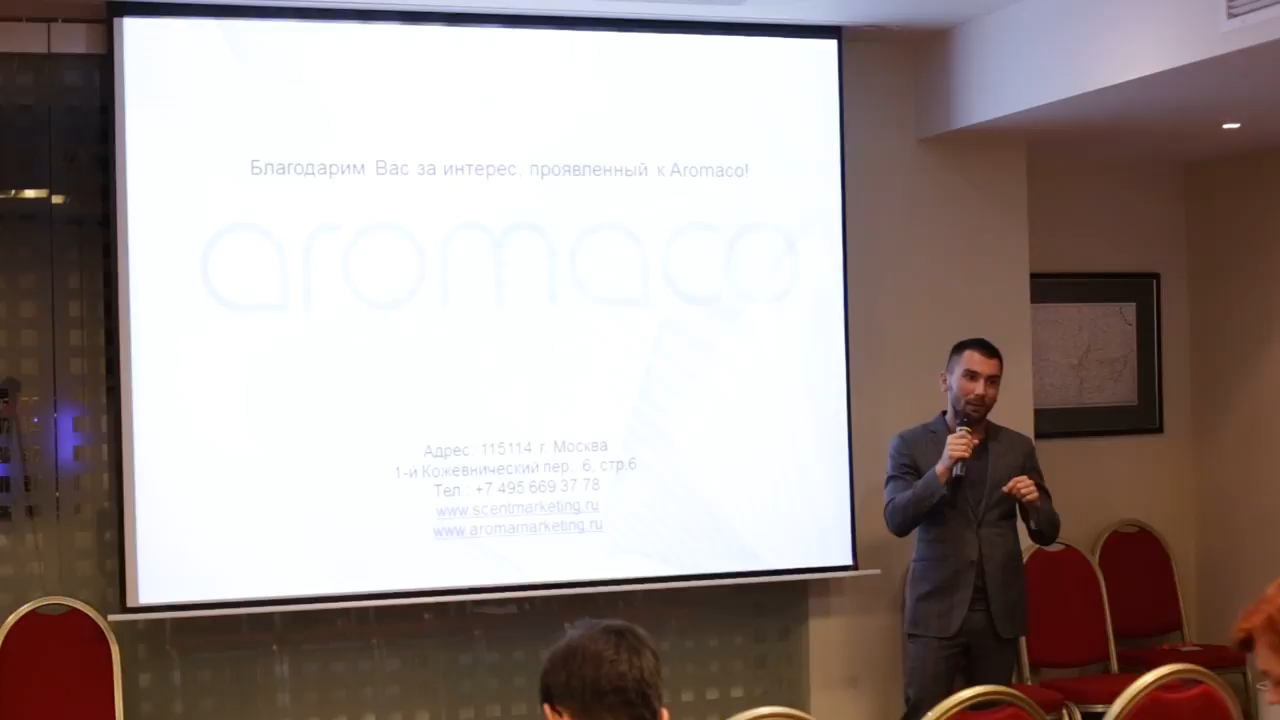 Благодарим Вас за интерес, проявленный к Aromaco!
aromaco
Адрес: 115114 г. Москва
1-й Кожевнический пер. 6, стр.6
Тел.: +7 495 669 37 78
www.scentmarketing.ru
www.aromamarketing.ru